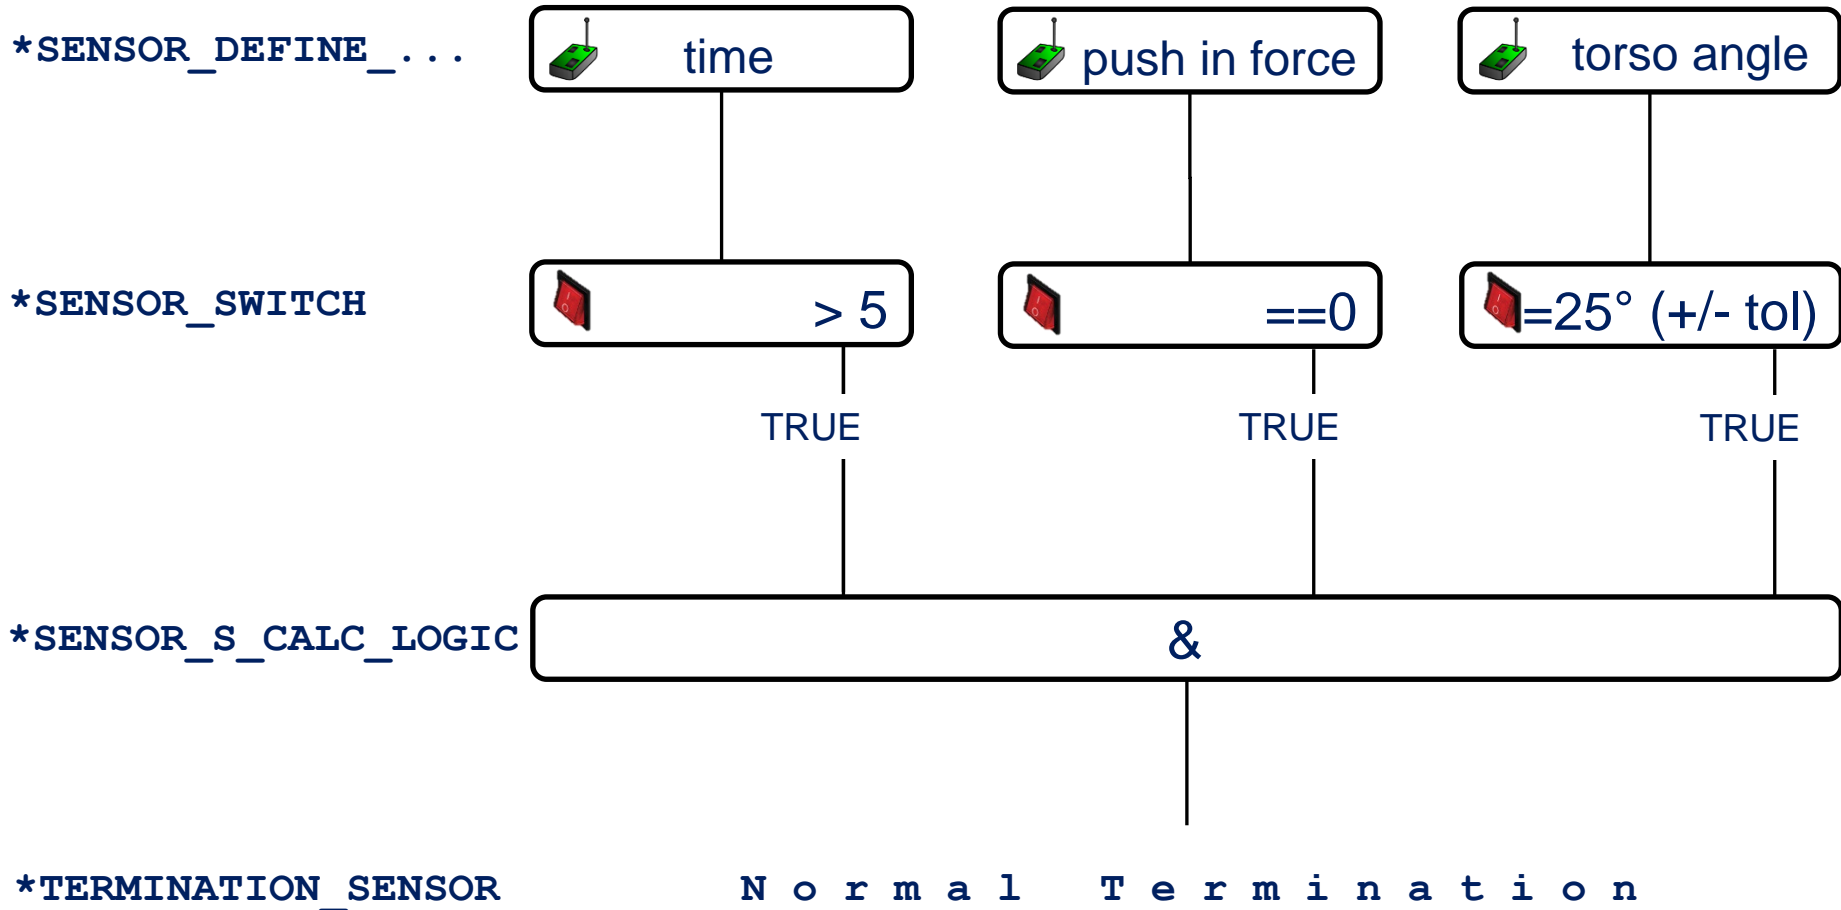 *SENSOR_DEFINE_... time push in force torso angle
*SENSOR_SWITCH > 5 ==0 =25° (+/- tol)
TRUE TRUE TRUE
*SENSOR_S_CALC_LOGIC &
*TERMINATION_SENSOR N o r m a l T e r m i n a t i o n